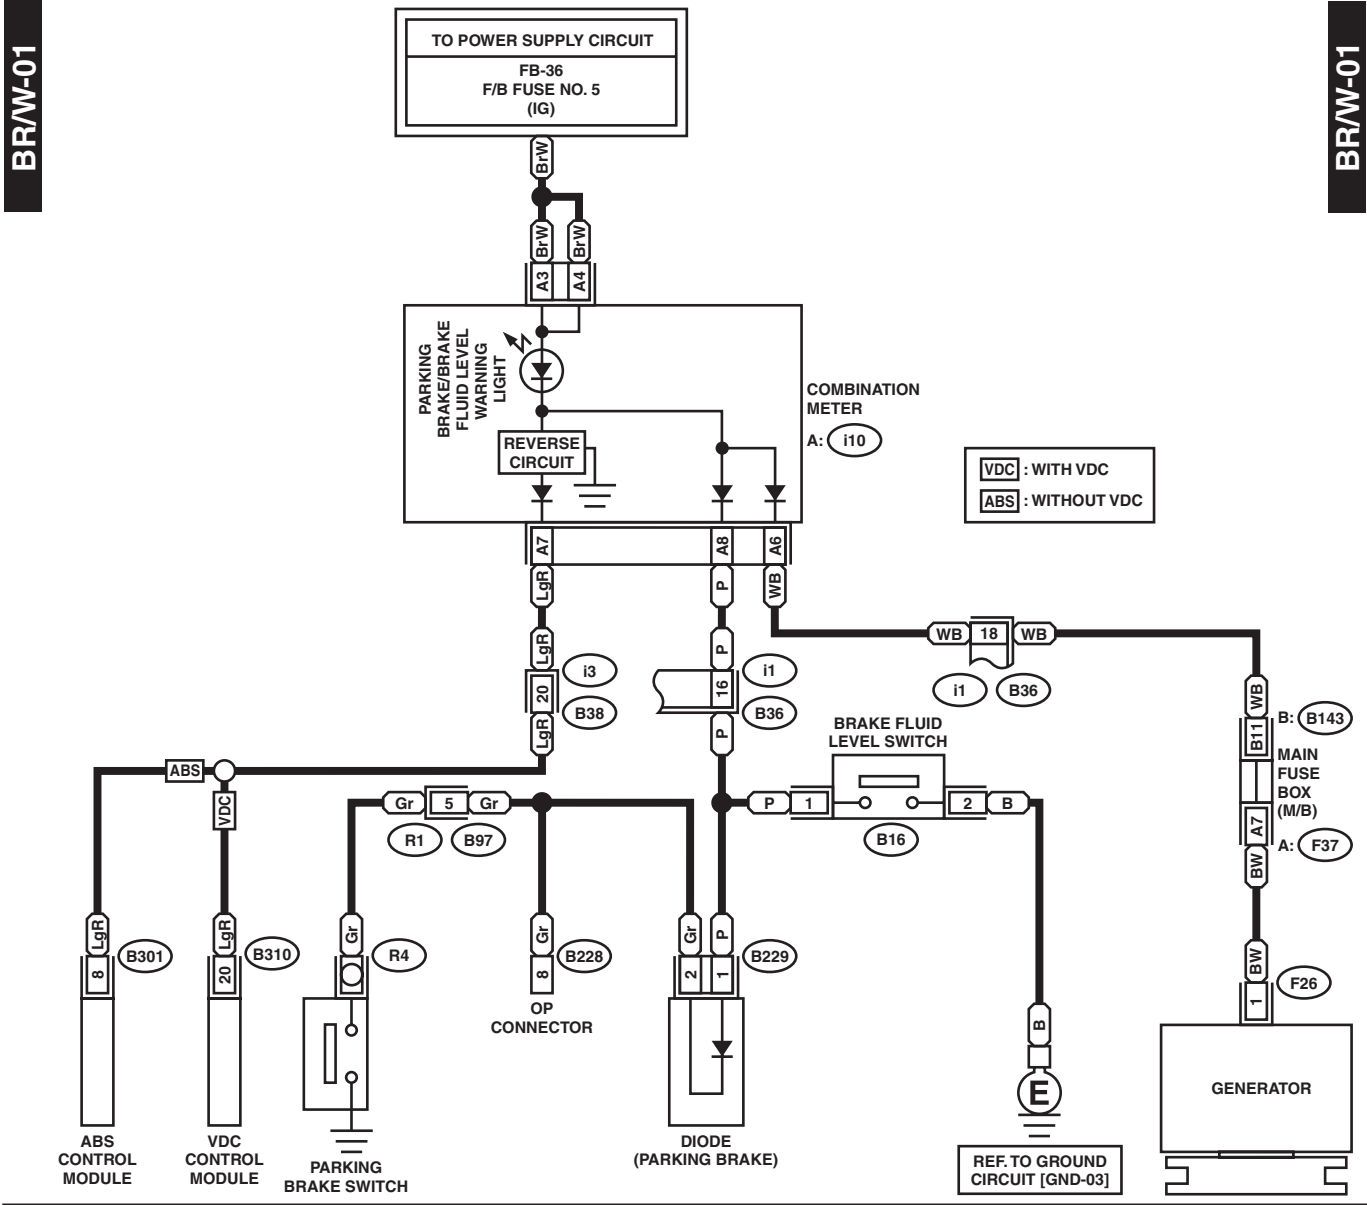 BR/W-01
BR/W-01
TO POWER SUPPLY CIRCUIT
FB-36
F/B FUSE NO. 5
(IG)
BrW
BrW
BrW
A3
A4
PARKING
BRAKE/BRAKE
FLUID LEVEL
WARNING
LIGHT
COMBINATION
METER
A: i10
REVERSE
CIRCUIT
VDC : WITH VDC
ABS : WITHOUT VDC
A7
A8
A6
LgR
P
WB
LgR
P
WB
18
WB
20
i3
16
i1
i1
B36
B38
B36
LgR
P
WB
B11
B: B143
MAIN
FUSE
BOX
(M/B)
A7
A: F37
BW
BRAKE FLUID
LEVEL SWITCH
ABS
VDC
Gr
5
Gr
P
1
2
B
R1
B97
B16
LgR
LgR
Gr
Gr
Gr
P
BW
8
B301
20
B310
R4
8
B228
2
1
B229
1
F26
OP
CONNECTOR
B
E
GENERATOR
ABS
CONTROL
MODULE
VDC
CONTROL
MODULE
PARKING
BRAKE SWITCH
DIODE
(PARKING BRAKE)
REF. TO GROUND
CIRCUIT [GND-03]